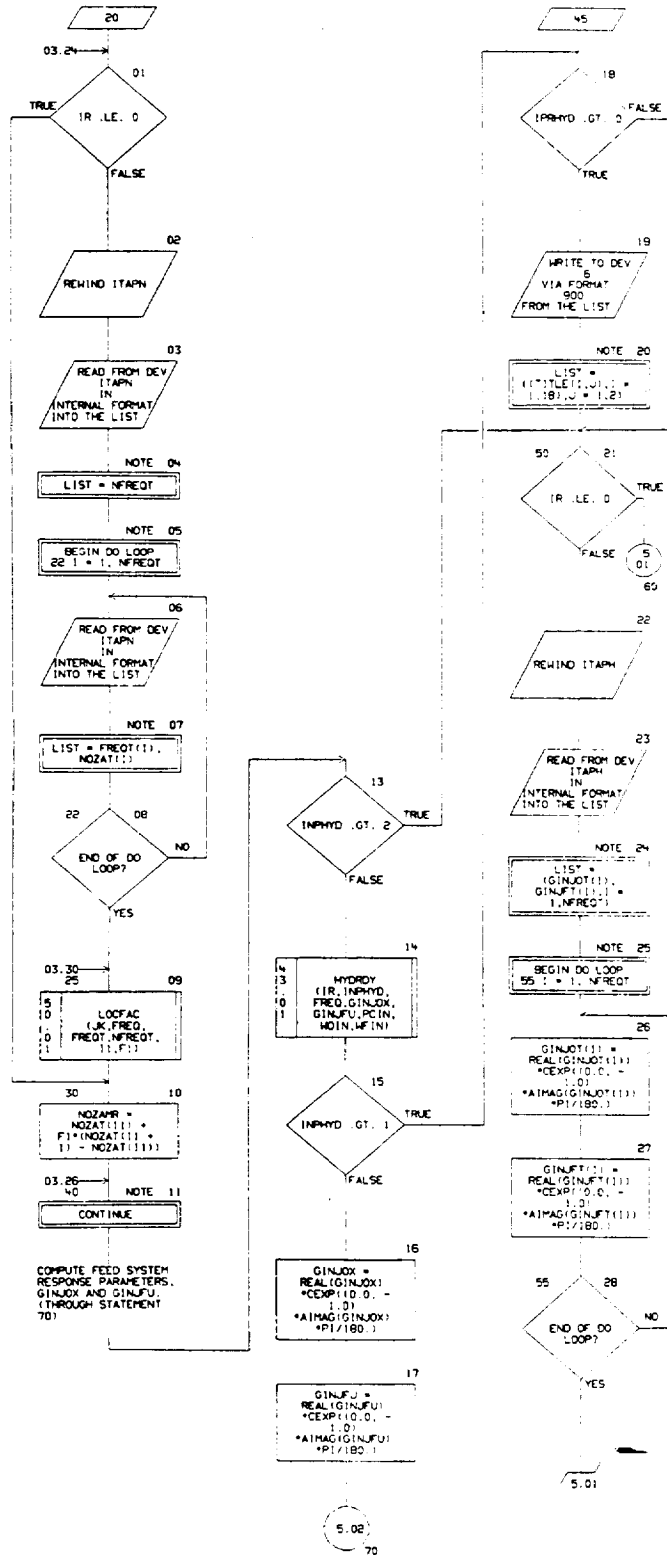 20
03.24
01
TRUE
IR .LE. 0
FALSE
02
REWIND ITAPN
03
READ FROM DEV
ITAPN
IN
INTERNAL FORMAT
INTO THE LIST
NOTE 04
LIST = NFREQT
NOTE 05
BEGIN DO LOOP
22 I = 1, NFREQT
06
READ FROM DEV
ITAPN
IN
INTERNAL FORMAT
INTO THE LIST
NOTE 07
LIST = FREQT(I),
NOZAT(I)
22 08
END OF DO
LOOP?
NO
YES
03.30
25 09
50.01
LOCFAC
(JK,FREQ,
FREQT,NFREQT,
I1,F1)
30 10
NOZAMR =
NOZAT(I1) +
F1*(NOZAT(I1 +
1) - NOZAT(I1))
03.26
40 NOTE 11
CONTINUE
COMPUTE FEED SYSTEM
RESPONSE PARAMETERS,
GINJOX AND GINJFU.
(THROUGH STATEMENT
70)
13
INPHYD .GT. 2
TRUE
FALSE
14
43.01
HYDRDY
(IR,INPHYD,
FREQ,GINJOX,
GINJFU,PCIN,
WOIN,WFIN)
15
INPHYD .GT. 1
TRUE
FALSE
16
GINJOX =
REAL(GINJOX)
*CEXP((0.0, -
1.0)
*AIMAG(GINJOX)
*PI/180.)
17
GINJFU =
REAL(GINJFU)
*CEXP((0.0, -
1.0)
*AIMAG(GINJFU)
*PI/180.)
5.02
70
45
18
IPRHYD .GT. 0
FALSE
TRUE
19
WRITE TO DEV
6
VIA FORMAT
900
FROM THE LIST
NOTE 20
LIST =
((TITLE(I,J),I =
1,18),J = 1,2)
50 21
IR .LE. 0
TRUE
FALSE
5
01
60
22
REWIND ITAPH
23
READ FROM DEV
ITAPH
IN
INTERNAL FORMAT
INTO THE LIST
NOTE 24
LIST =
(GINJOT(I),
GINJFT(I),I =
1,NFREQT)
NOTE 25
BEGIN DO LOOP
55 I = 1, NFREQT
26
GINJOT(I) =
REAL(GINJOT(I))
*CEXP((0.0, -
1.0)
*AIMAG(GINJOT(I))
*PI/180.)
27
GINJFT(I) =
REAL(GINJFT(I))
*CEXP((0.0, -
1.0)
*AIMAG(GINJFT(I))
*PI/180.)
55 28
END OF DO
LOOP?
NO
YES
5.01